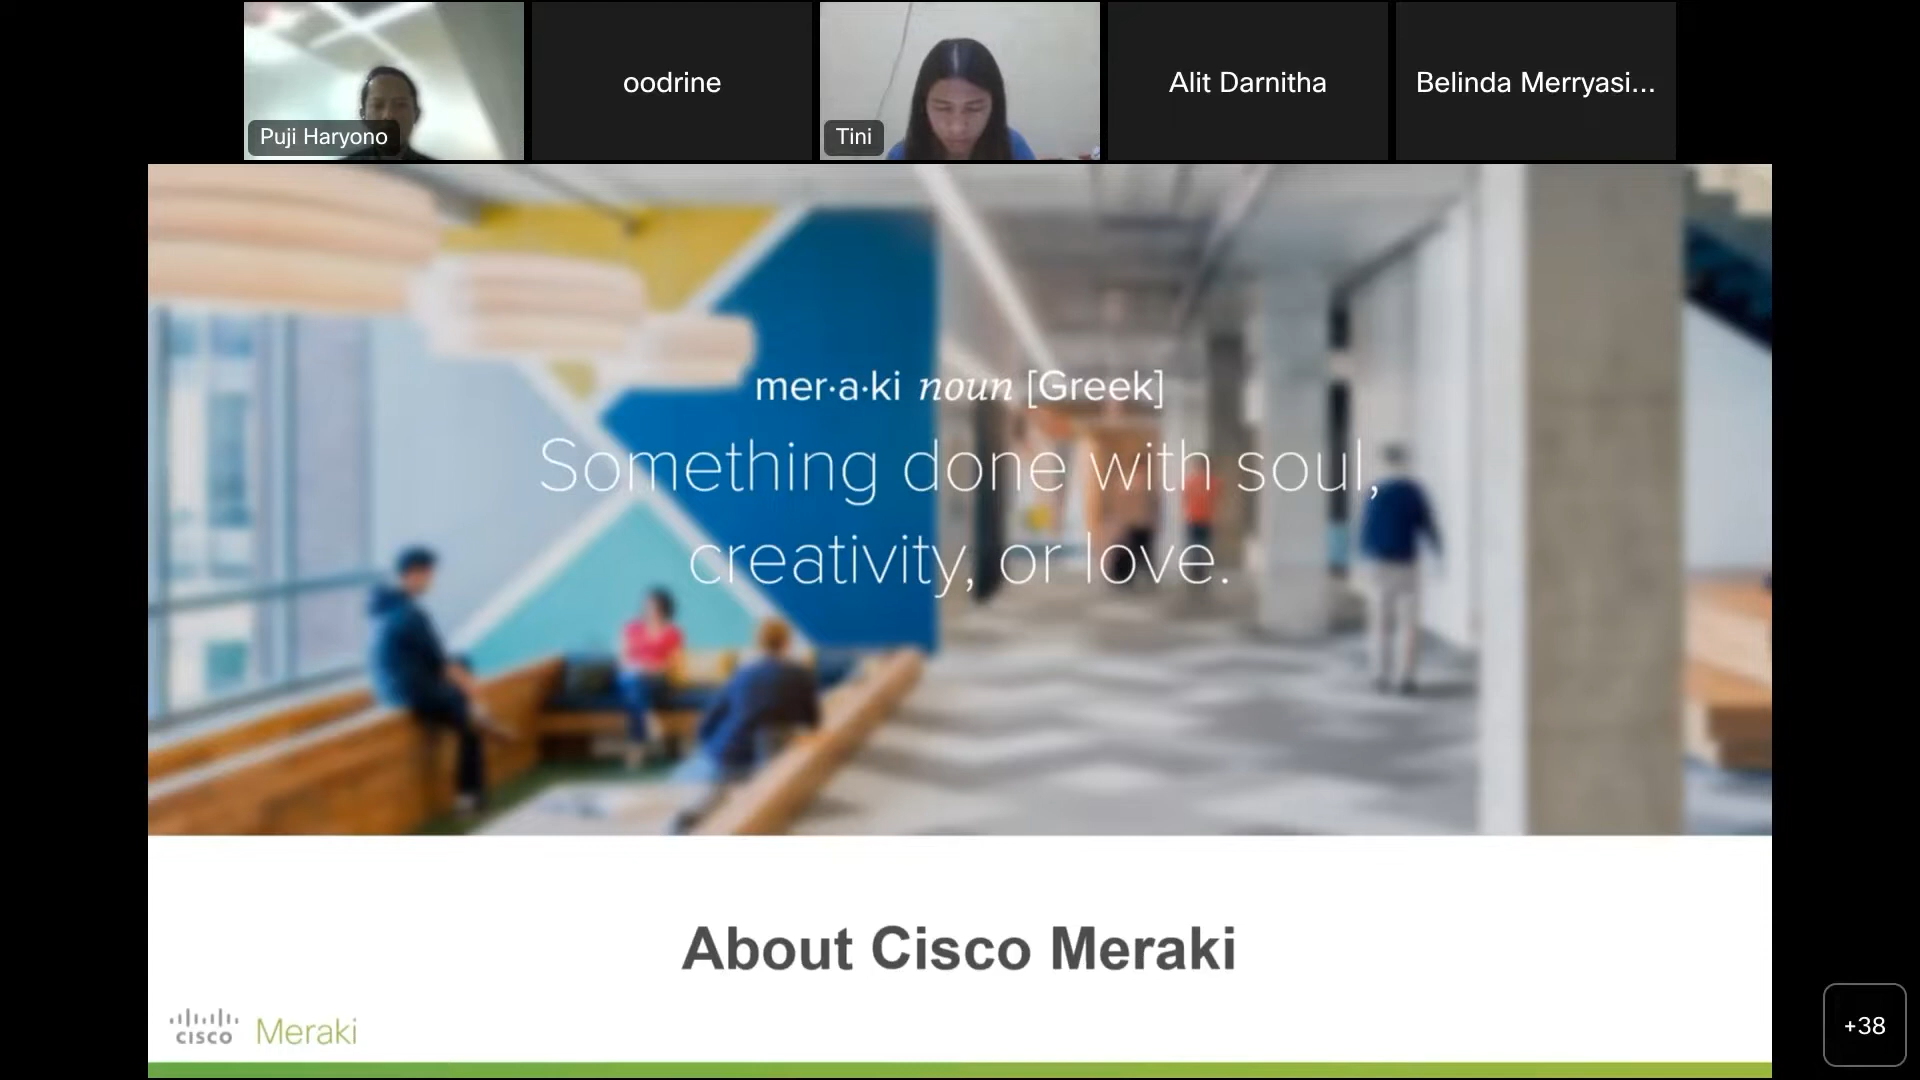 Puji Haryono
oodrine
Tini
Alit Darnitha
Belinda Merryasi...
mer·a·ki noun [Greek]
Something done with soul,
creativity, or love.
About Cisco Meraki
cisco Meraki
+38